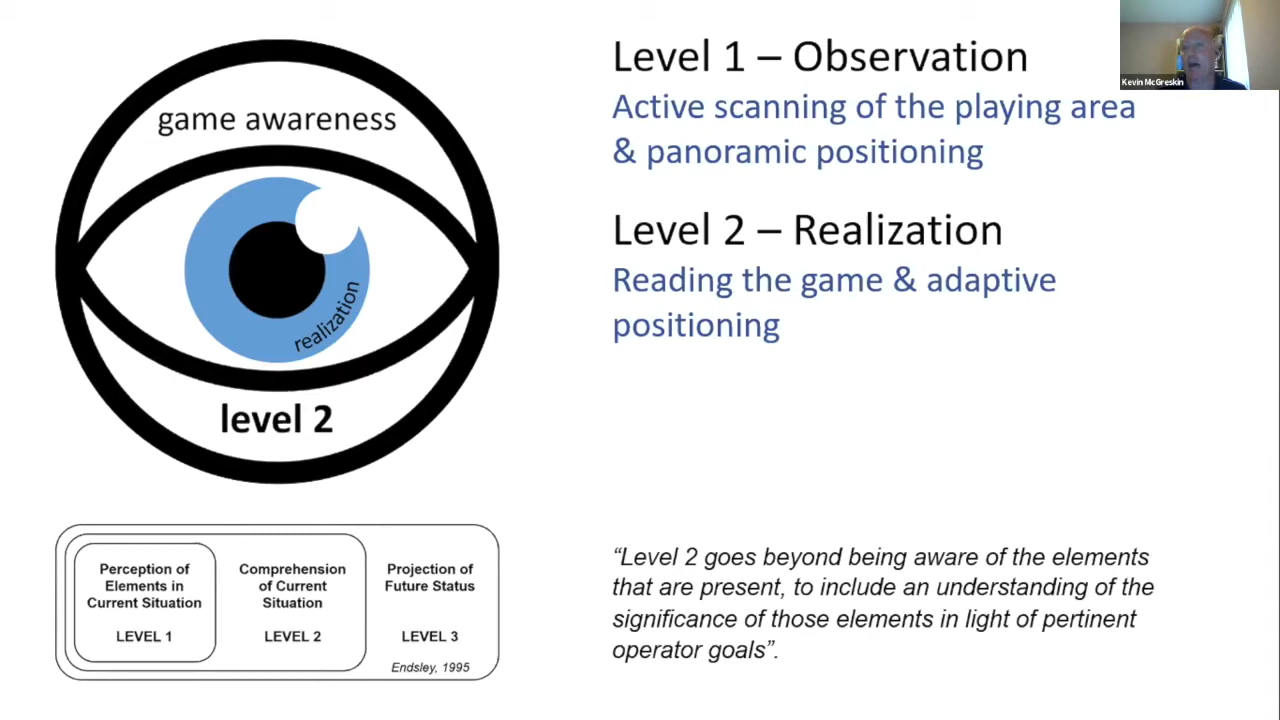 game awareness
realization
level 2
Level 1 – Observation
Active scanning of the playing area
& panoramic positioning
Level 2 – Realization
Reading the game & adaptive
positioning
Kevin McGreskin
Perception of
Elements in
Current Situation
LEVEL 1
Comprehension
of Current
Situation
LEVEL 2
Projection of
Future Status
LEVEL 3
Endsley, 1995
“Level 2 goes beyond being aware of the elements
that are present, to include an understanding of the
significance of those elements in light of pertinent
operator goals”.